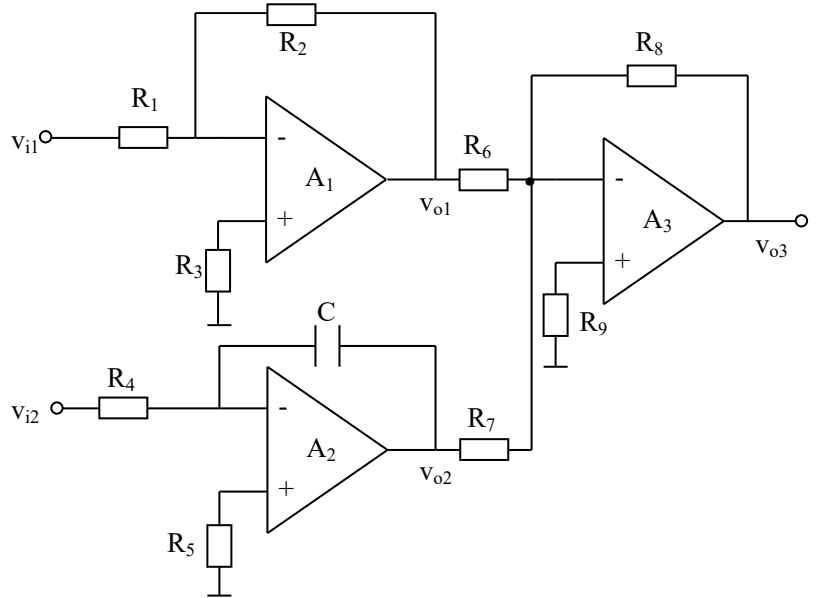 R₂
R₈
R₁
vᵢ₁
-
A₁
+
R₃
vₒ₁
R₆
-
A₃
+
vₒ₃
R₉
C
R₄
vᵢ₂
-
A₂
+
R₅
vₒ₂
R₇